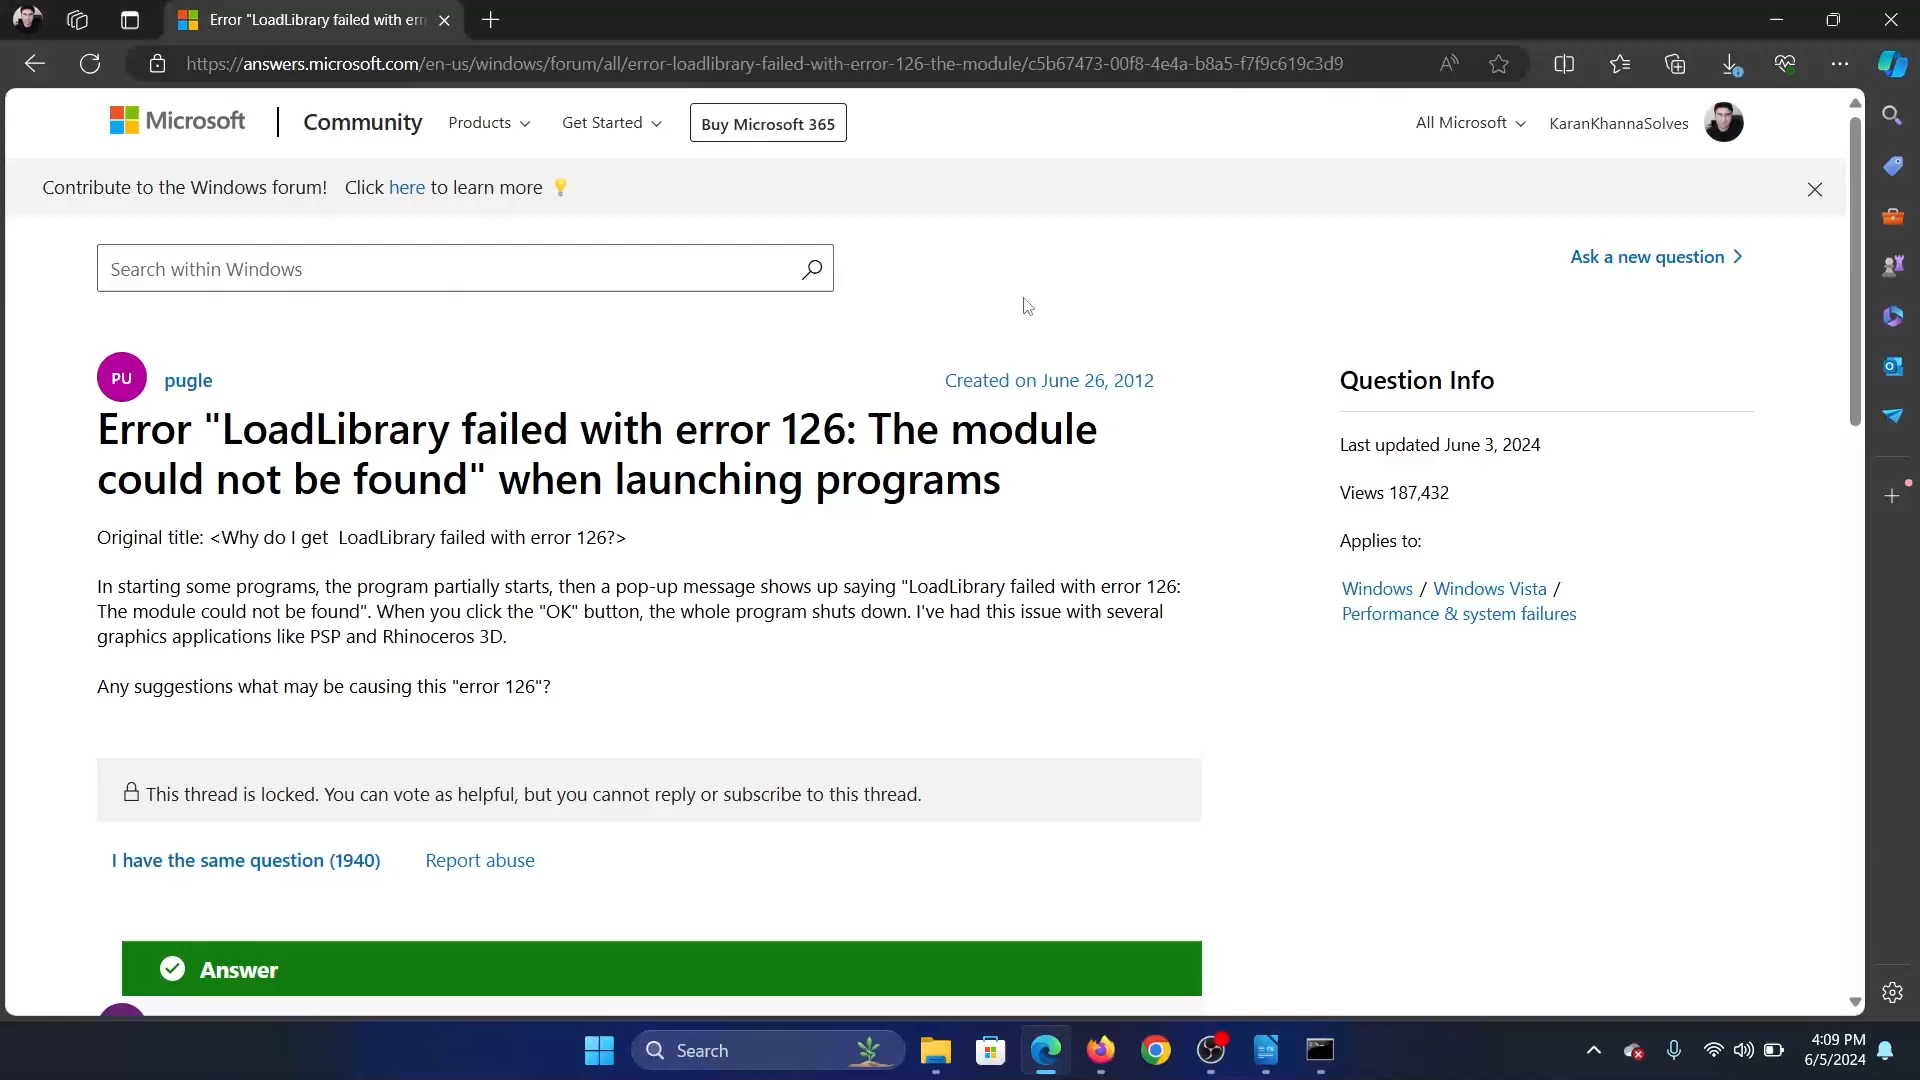 Error "LoadLibrary failed with err
https://answers.microsoft.com/en-us/windows/forum/all/error-loadlibrary-failed-with-error-126-the-module/c5b67473-00f8-4e4a-b8a5-f7f9c619c3d9
Microsoft
Community
Products
Get Started
Buy Microsoft 365
All Microsoft
KaranKhannaSolves
Contribute to the Windows forum! Click here to learn more
Search within Windows
Ask a new question
PU
pugle
Created on June 26, 2012
Error "LoadLibrary failed with error 126: The module
could not be found" when launching programs
Original title: <Why do I get LoadLibrary failed with error 126?>
In starting some programs, the program partially starts, then a pop-up message shows up saying "LoadLibrary failed with error 126:
The module could not be found". When you click the "OK" button, the whole program shuts down. I've had this issue with several
graphics applications like PSP and Rhinoceros 3D.
Any suggestions what may be causing this "error 126"?
Question Info
Last updated June 3, 2024
Views 187,432
Applies to:
Windows / Windows Vista /
Performance & system failures
This thread is locked. You can vote as helpful, but you cannot reply or subscribe to this thread.
I have the same question (1940)
Report abuse
Answer
Search
4:09 PM
6/5/2024